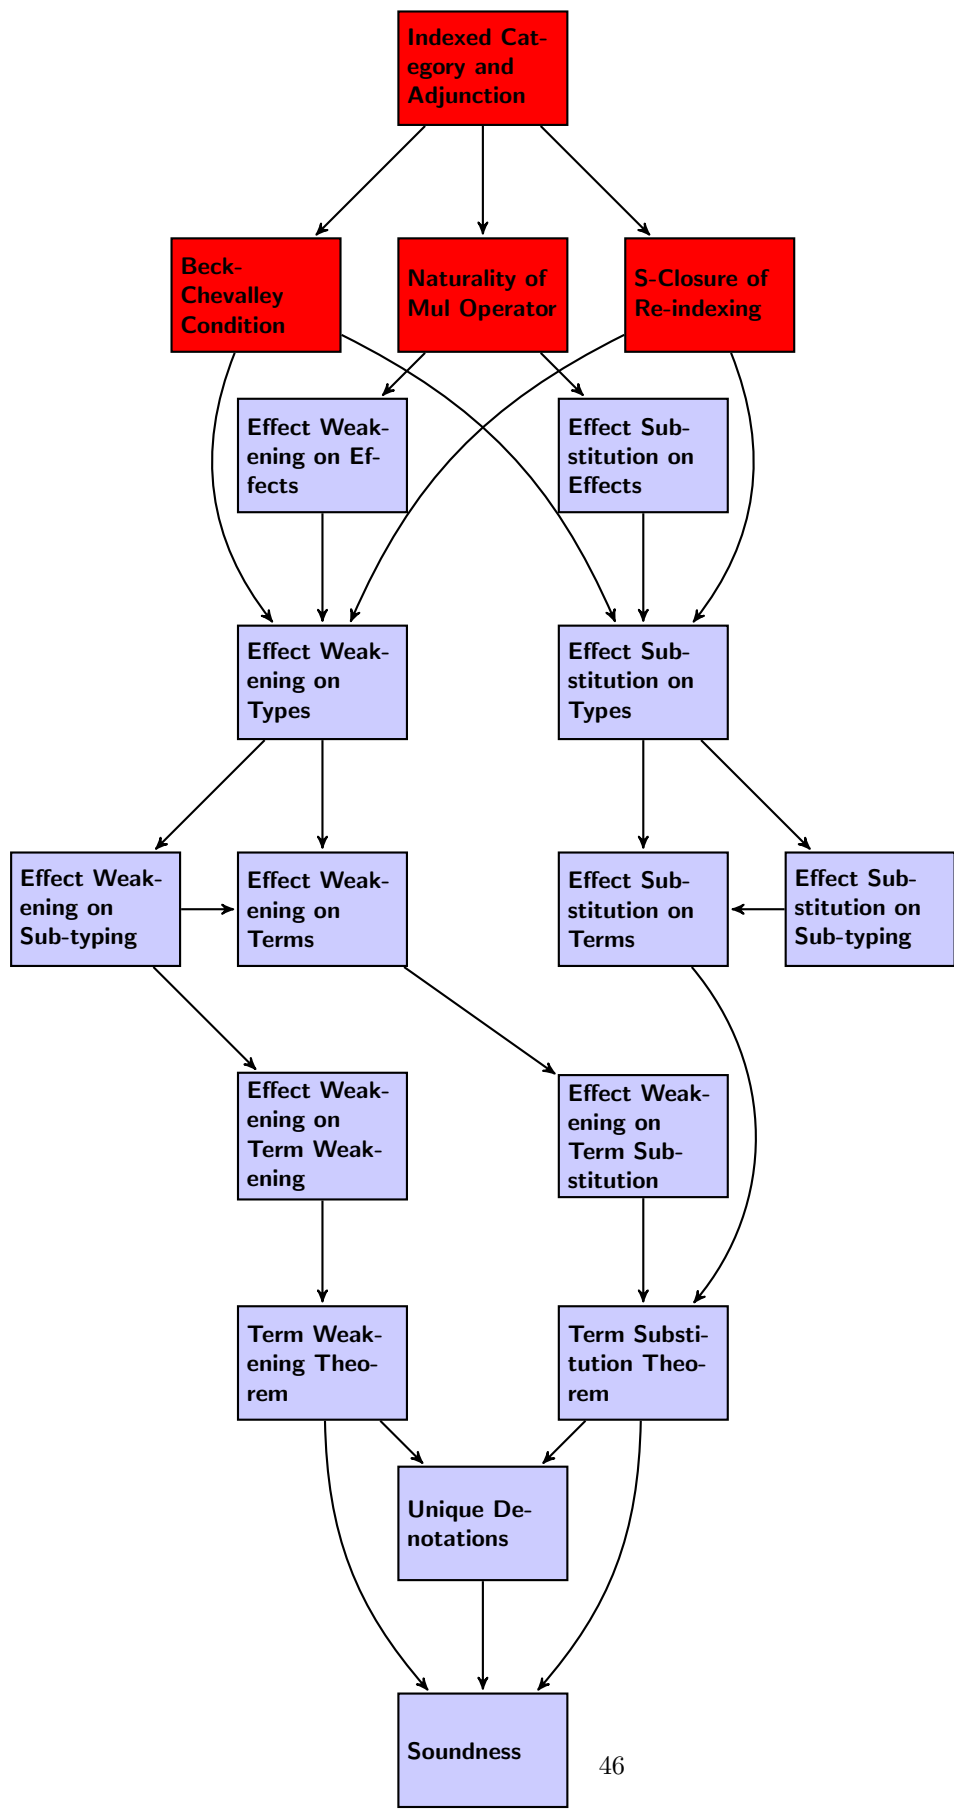 Indexed Cat-
egory and
Adjunction
Beck-
Chevalley
Condition
Naturality of
Mul Operator
S-Closure of
Re-indexing
Effect Weak-
ening on Ef-
fects
Effect Sub-
stitution on
Effects
Effect Weak-
ening on
Types
Effect Sub-
stitution on
Types
Effect Weak-
ening on
Sub-typing
Effect Weak-
ening on
Terms
Effect Sub-
stitution on
Terms
Effect Sub-
stitution on
Sub-typing
Effect Weak-
ening on
Term Weak-
ening
Effect Weak-
ening on
Term Sub-
stitution
Term Weak-
ening Theo-
rem
Term Substi-
tution Theo-
rem
Unique De-
notations
Soundness
46